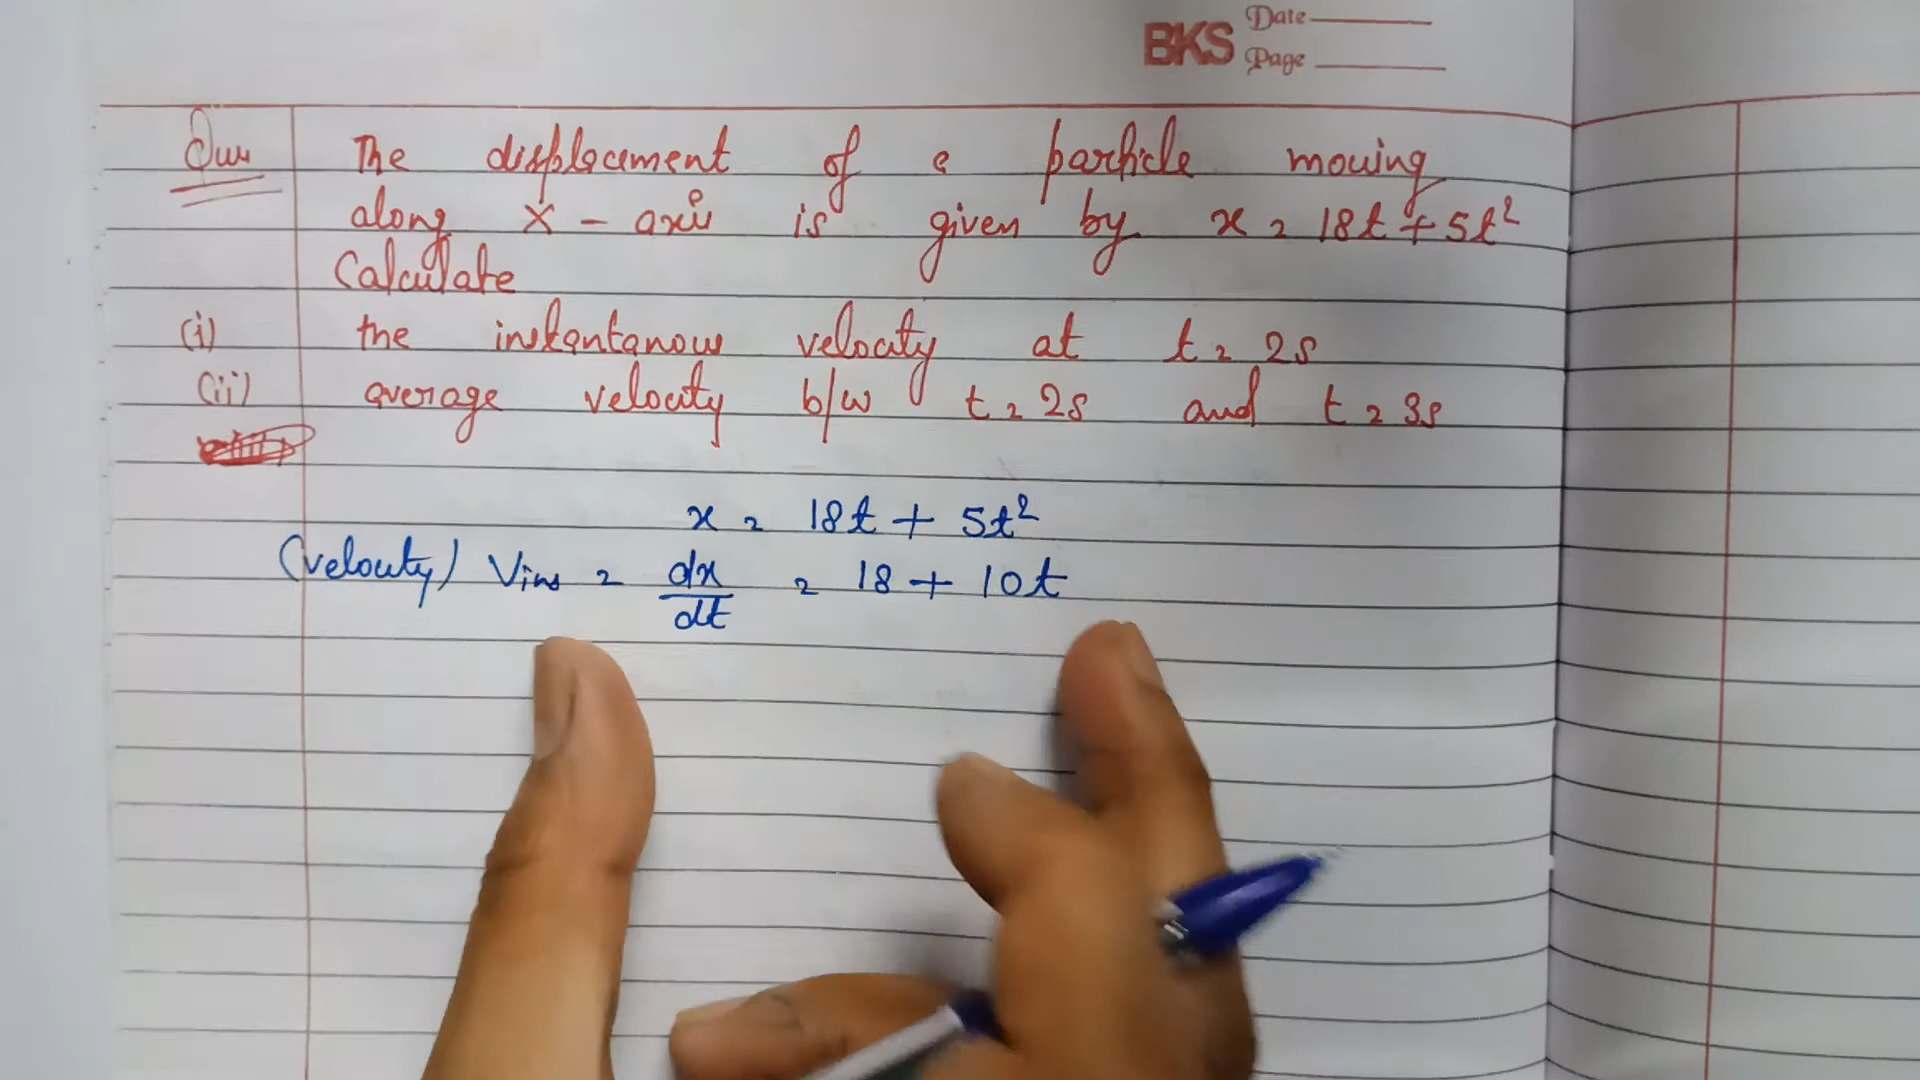 BKS Date
Page
Que The displacement of a particle moving
along X - axis is given by x = 18t + 5t²
Calculate
(i) the instantanous velocity at t = 2s
(ii) average velocity b/w t = 2s and t = 3s
x = 18t + 5t²
(velocity) Vins = dx/dt = 18 + 10t